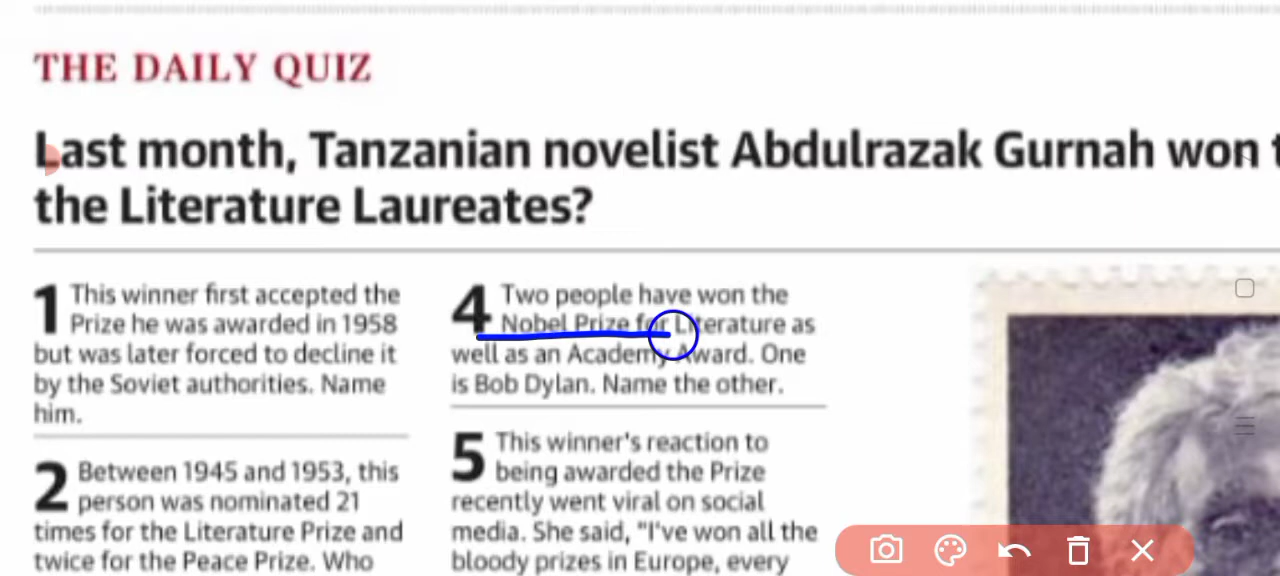 THE DAILY QUIZ
Last month, Tanzanian novelist Abdulrazak Gurnah won
the Literature Laureates?
1 This winner first accepted the
Prize he was awarded in 1958
but was later forced to decline it
by the Soviet authorities. Name
him.
2 Between 1945 and 1953, this
person was nominated 21
times for the Literature Prize and
twice for the Peace Prize. Who
4 Two people have won the
Nobel Prize for Literature as
well as an Academy Award. One
is Bob Dylan. Name the other.
5 This winner's reaction to
being awarded the Prize
recently went viral on social
media. She said, "I've won all the
bloody prizes in Europe, every